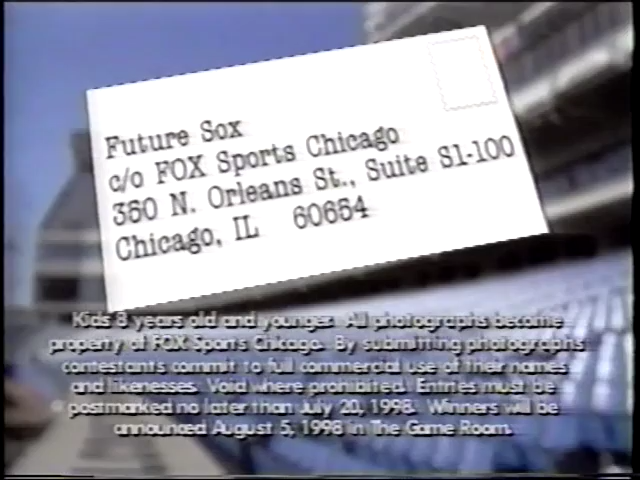 Future Sox
c/o FOX Sports Chicago
350 N. Orleans St., Suite S1-100
Chicago, IL 60654
Kids 8 years old and younger. All photographs become
property of FOX Sports Chicago. By submitting photographs
contestants commit to full commercial use of their names
and likenesses. Void where prohibited. Entries must be
postmarked no later than July 20, 1998. Winners will be
announced August 5, 1998 in The Game Room.